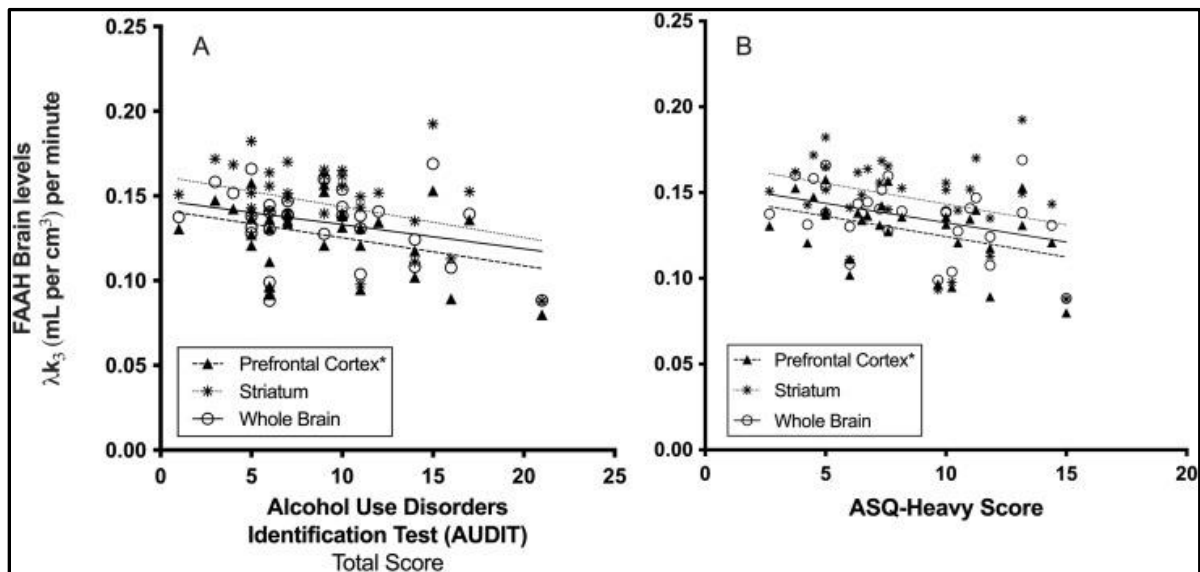 A
B
FAAH Brain levels
λk3 (mL per cm3) per minute
0.25
0.20
0.15
0.10
0.05
0.00
Prefrontal Cortex*
Striatum
Whole Brain
0 5 10 15 20 25
Alcohol Use Disorders
Identification Test (AUDIT)
Total Score
0.25
0.20
0.15
0.10
0.05
0.00
Prefrontal Cortex*
Striatum
Whole Brain
0 5 10 15 20
ASQ-Heavy Score